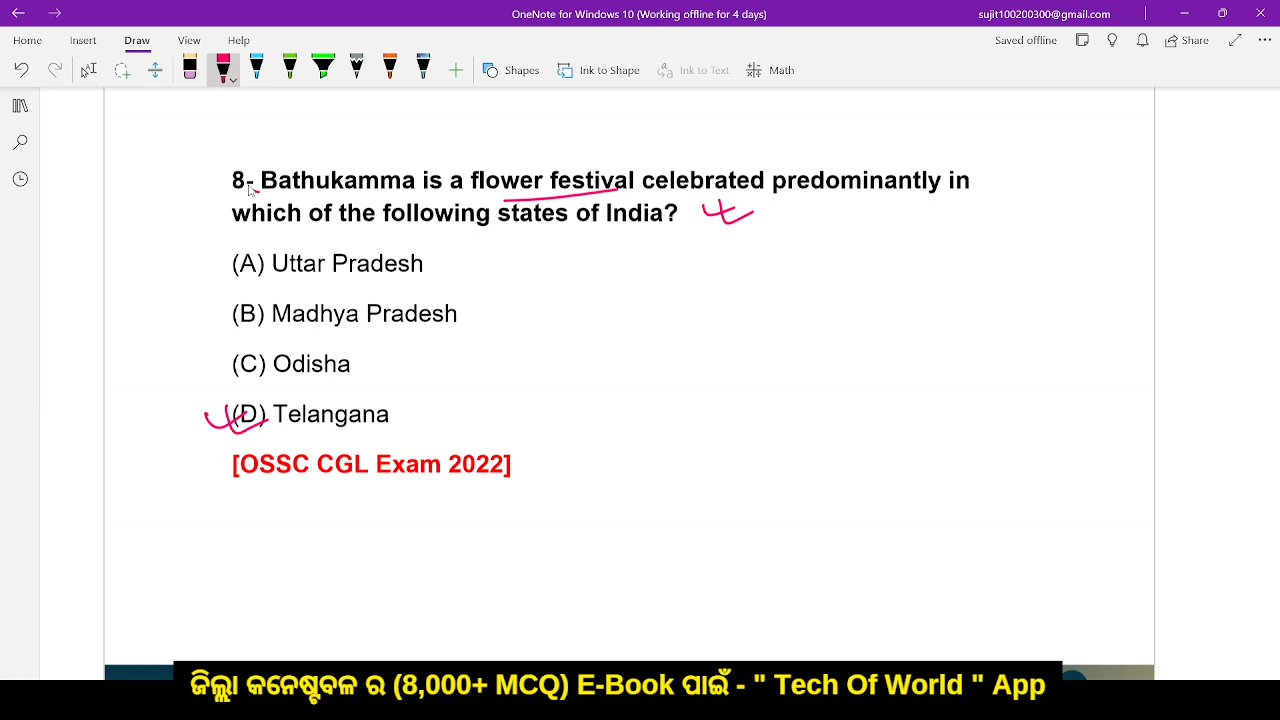 OneNote for Windows 10 (Working offline for 4 days)
sujit100200300@gmail.com
Home Insert Draw View Help
Saved offline
Share
Shapes
Ink to Shape
Ink to Text
Math
8- Bathukamma is a flower festival celebrated predominantly in
which of the following states of India?
(A) Uttar Pradesh
(B) Madhya Pradesh
(C) Odisha
(D) Telangana
[OSSC CGL Exam 2022]
ଜିଲ୍ଲା କନେଷ୍ଟବଳ ର (8,000+ MCQ) E-Book ପାଇଁ - " Tech Of World " App